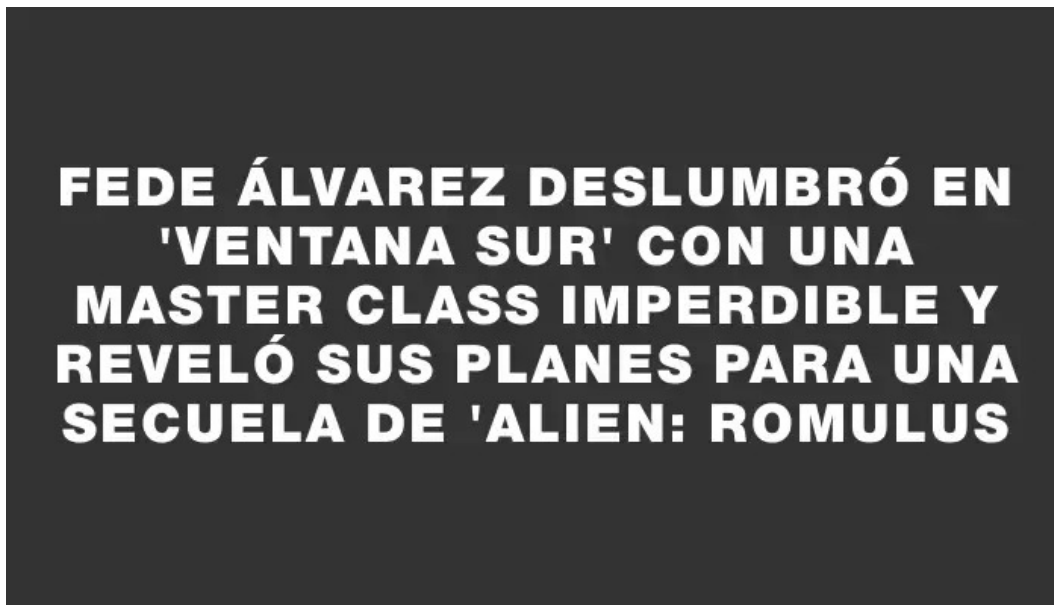 FEDE ÁLVAREZ DESLUMBRÓ EN
'VENTANA SUR' CON UNA
MASTER CLASS IMPERDIBLE Y
REVELÓ SUS PLANES PARA UNA
SECUELA DE 'ALIEN: ROMULUS